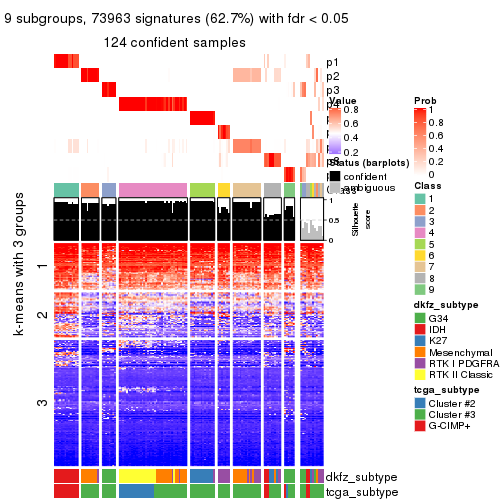 9 subgroups, 73963 signatures (62.7%) with fdr < 0.05
124 confident samples
p1
p2
p3
Value
0.8
0.6
0.4
0.2
Prob
1
0.8
0.6
0.4
0.2
0
Status (barplots)
confident
ambiguous
1
0.5
0
Silhouette
score
Class
1
2
3
4
5
6
7
8
9
k-means with 3 groups
1
2
3
dkfz_subtype
G34
IDH
K27
Mesenchymal
RTK I PDGFRA
RTK II Classic
tcga_subtype
Cluster #2
Cluster #3
G-CIMP+
dkfz_subtype
tcga_subtype